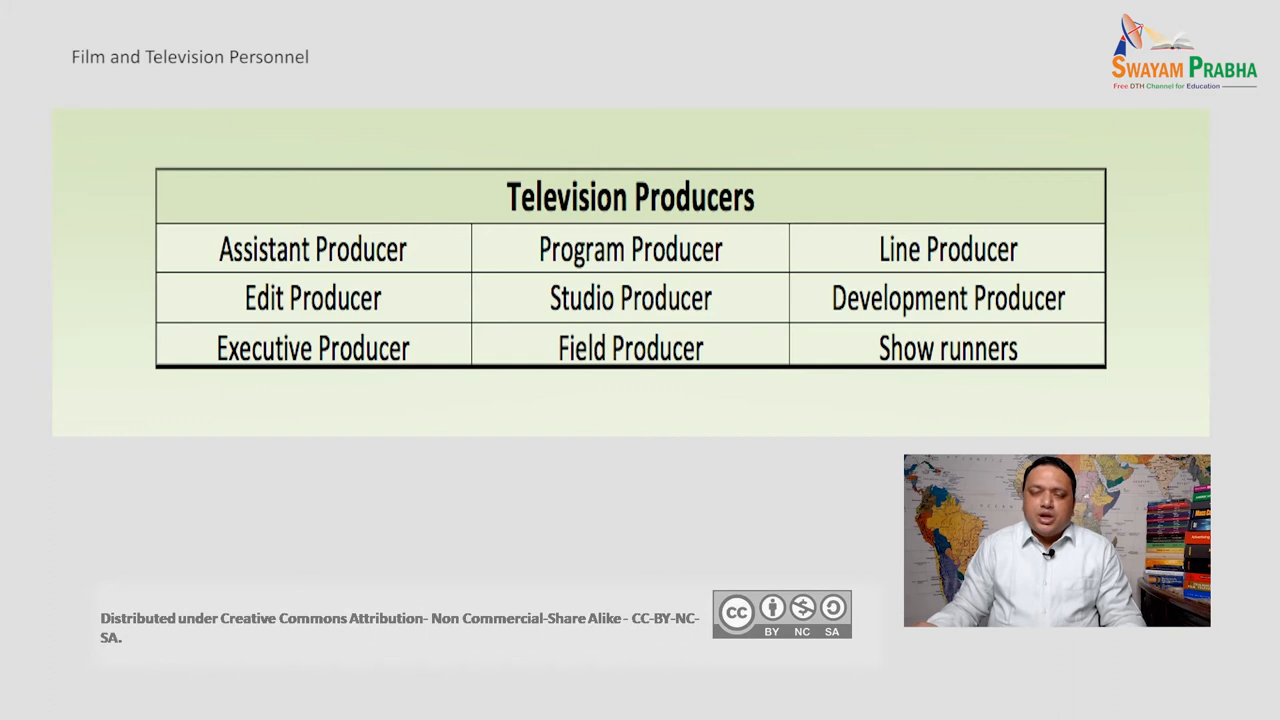 Film and Television Personnel
SWAYAM PRABHA
Free DTH Channel for Education
Television Producers
Assistant Producer Program Producer Line Producer
Edit Producer Studio Producer Development Producer
Executive Producer Field Producer Show runners
Distributed under Creative Commons Attribution- Non Commercial-Share Alike - CC-BY-NC-
SA.
CC BY NC SA